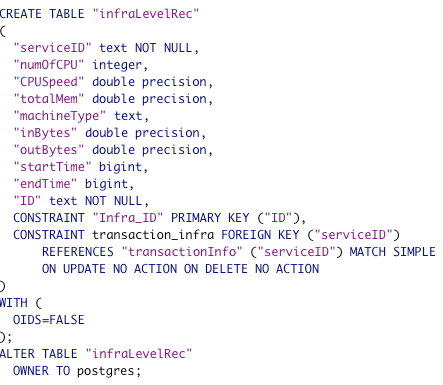 CREATE TABLE "infraLevelRec"
(
"serviceID" text NOT NULL,
"numOfCPU" integer,
"CPUSpeed" double precision,
"totalMem" double precision,
"machineType" text,
"inBytes" double precision,
"outBytes" double precision,
"startTime" bigint,
"endTime" bigint,
"ID" text NOT NULL,
CONSTRAINT "Infra_ID" PRIMARY KEY ("ID"),
CONSTRAINT transaction_infra FOREIGN KEY ("serviceID")
REFERENCES "transactionInfo" ("serviceID") MATCH SIMPLE
ON UPDATE NO ACTION ON DELETE NO ACTION
)
WITH (
OIDS=FALSE
);
ALTER TABLE "infraLevelRec"
OWNER TO postgres;